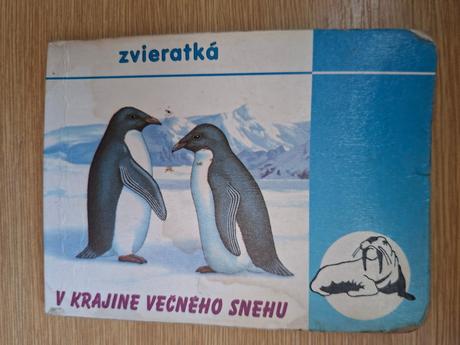 zvieratká
V KRAJINE VEČNÉHO SNEHU